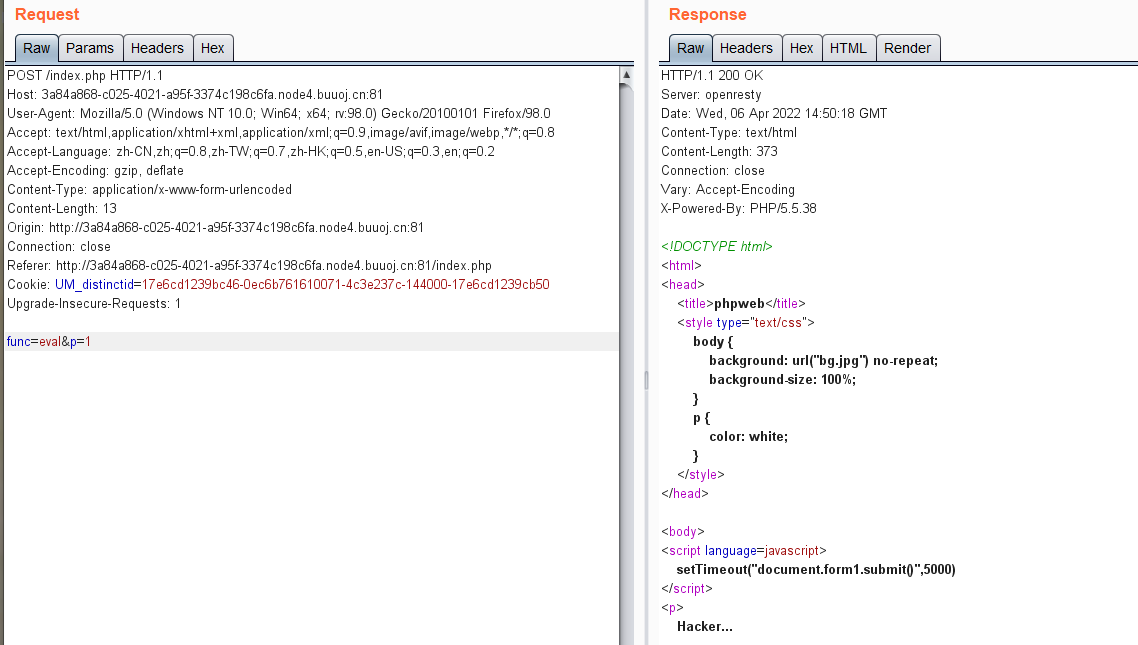 Request
Raw Params Headers Hex
POST /index.php HTTP/1.1
Host: 3a84a868-c025-4021-a95f-3374c198c6fa.node4.buuoj.cn:81
User-Agent: Mozilla/5.0 (Windows NT 10.0; Win64; x64; rv:98.0) Gecko/20100101 Firefox/98.0
Accept: text/html,application/xhtml+xml,application/xml;q=0.9,image/avif,image/webp,*/*;q=0.8
Accept-Language: zh-CN,zh;q=0.8,zh-TW;q=0.7,zh-HK;q=0.5,en-US;q=0.3,en;q=0.2
Accept-Encoding: gzip, deflate
Content-Type: application/x-www-form-urlencoded
Content-Length: 13
Origin: http://3a84a868-c025-4021-a95f-3374c198c6fa.node4.buuoj.cn:81
Connection: close
Referer: http://3a84a868-c025-4021-a95f-3374c198c6fa.node4.buuoj.cn:81/index.php
Cookie: UM_distinctid=17e6cd1239bc46-0ec6b761610071-4c3e237c-144000-17e6cd1239cb50
Upgrade-Insecure-Requests: 1
func=eval&p=1
Response
Raw Headers Hex HTML Render
HTTP/1.1 200 OK
Server: openresty
Date: Wed, 06 Apr 2022 14:50:18 GMT
Content-Type: text/html
Content-Length: 373
Connection: close
Vary: Accept-Encoding
X-Powered-By: PHP/5.5.38
<!DOCTYPE html>
<html>
<head>
<title>phpweb</title>
<style type="text/css">
body {
background: url("bg.jpg") no-repeat;
background-size: 100%;
}
p {
color: white;
}
</style>
</head>
<body>
<script language=javascript>
setTimeout("document.form1.submit()",5000)
</script>
<p>
Hacker...